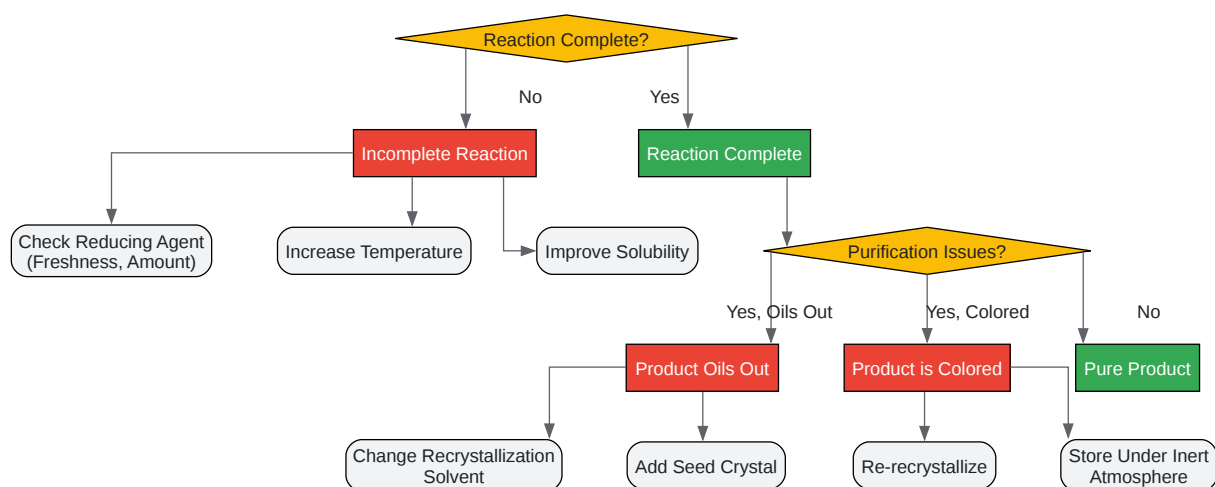 Reaction Complete?
No
Yes
Incomplete Reaction
Reaction Complete
Check Reducing Agent
(Freshness, Amount)
Increase Temperature
Improve Solubility
Purification Issues?
Yes, Oils Out
Yes, Colored
No
Product Oils Out
Product is Colored
Pure Product
Change Recrystallization
Solvent
Add Seed Crystal
Re-recrystallize
Store Under Inert
Atmosphere